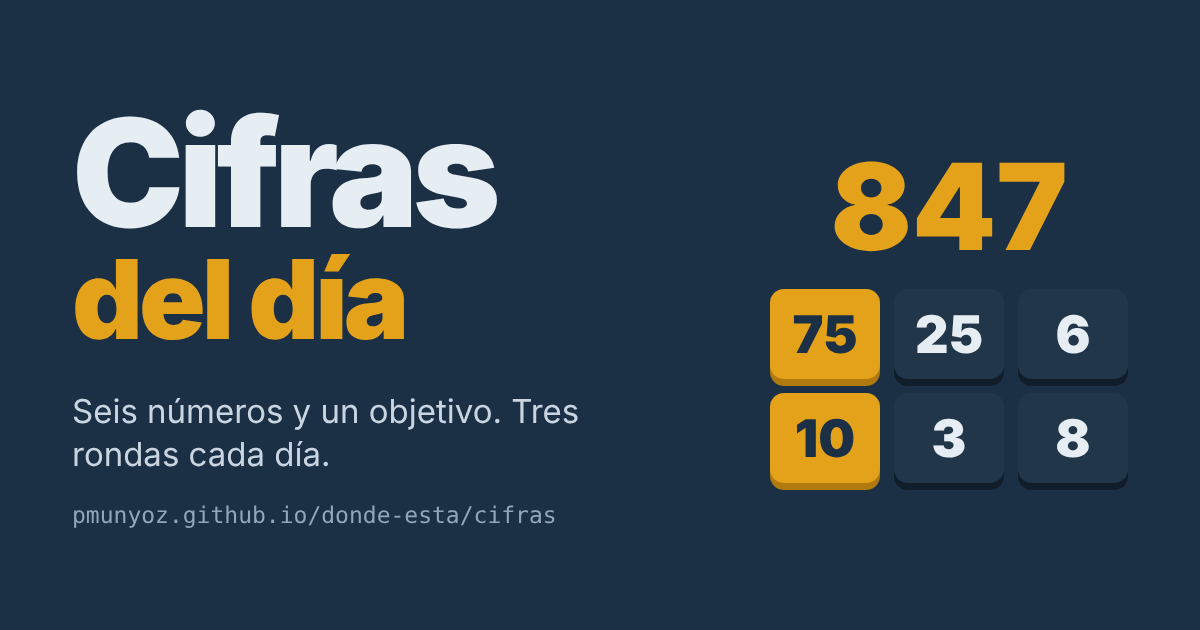 Cifras
del día
Seis números y un objetivo. Tres
rondas cada día.
pmunyoz.github.io/donde-esta/cifras
847
75 25 6
10 3 8